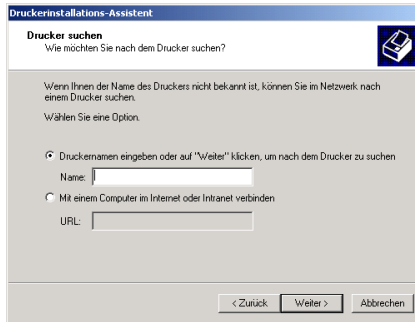 Druckerinstallations-Assistent
Drucker suchen
Wie möchten Sie nach dem Drucker suchen?
Wenn Ihnen der Name des Druckers nicht bekannt ist, können Sie im Netzwerk nach
einem Drucker suchen.
Wählen Sie eine Option.
Druckernamen eingeben oder auf "Weiter" klicken, um nach dem Drucker zu suchen
Name:
Mit einem Computer im Internet oder Intranet verbinden
URL:
< Zurück Weiter > Abbrechen